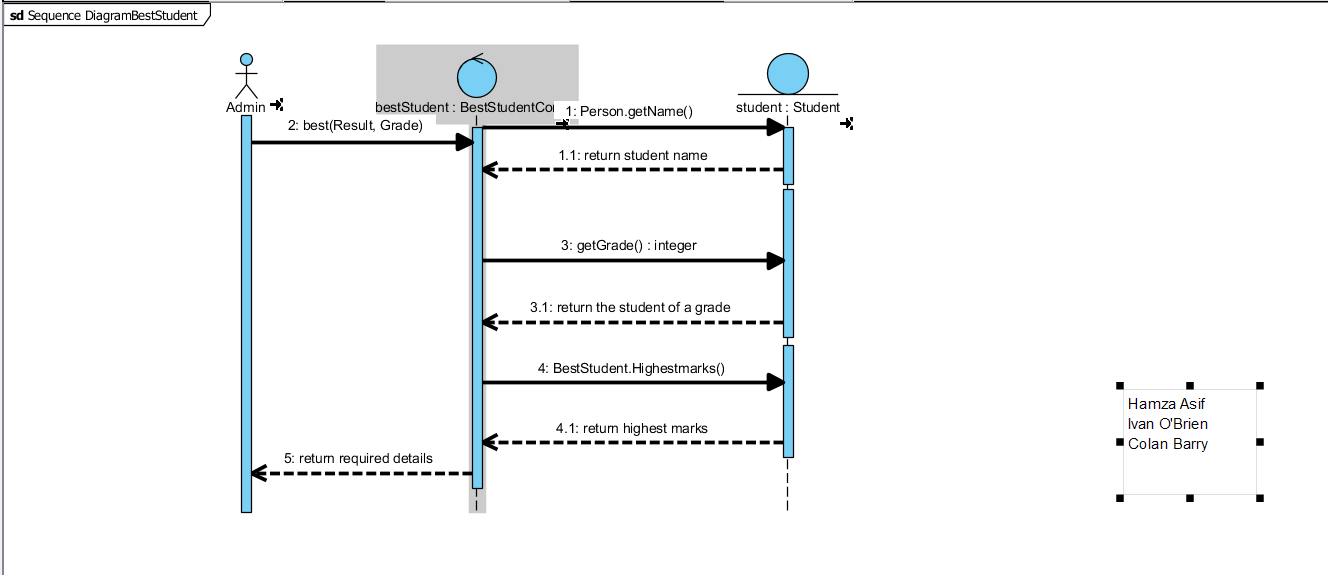 sd Sequence DiagramBestStudent
Admin
bestStudent : BestStudentCo
student : Student
1: Person.getName()
2: best(Result, Grade)
1.1: return student name
3: getGrade() : integer
3.1: return the student of a grade
4: BestStudent.Highestmarks()
4.1: return highest marks
5: return required details
Hamza Asif
Ivan O'Brien
Colan Barry